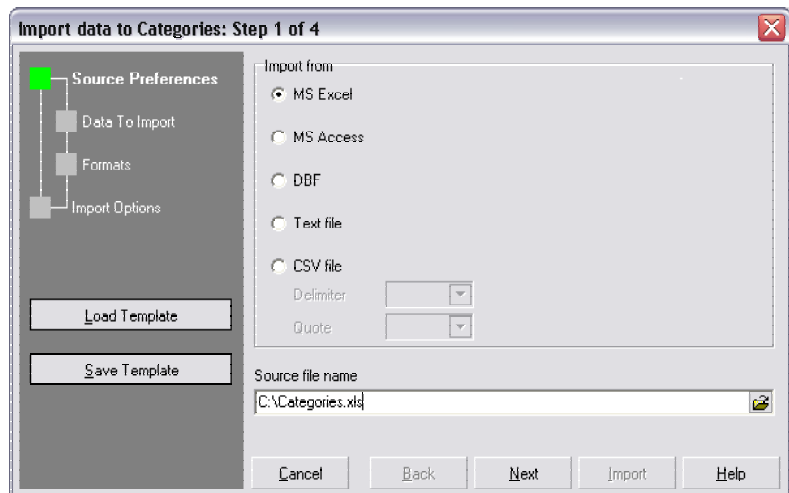 Import data to Categories: Step 1 of 4
Source Preferences
Data To Import
Formats
Import Options
Load Template
Save Template
Import from
MS Excel
MS Access
DBF
Text file
CSV file
Delimiter
Quote
Source file name
C:\Categories.xls
Cancel
Back
Next
Import
Help